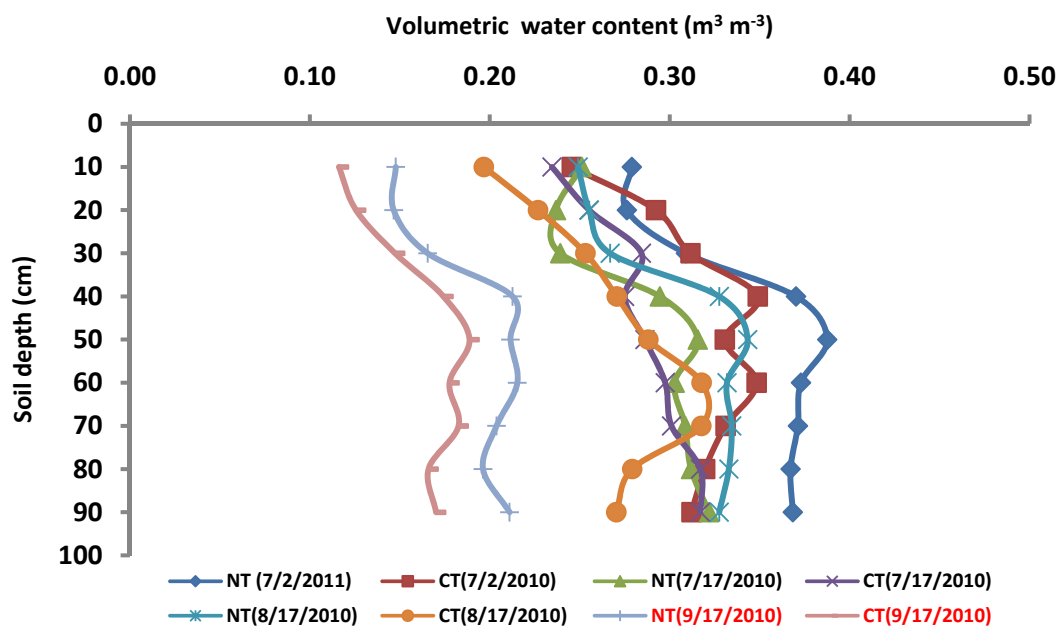 Volumetric water content (m³ m⁻³)
0.00 0.10 0.20 0.30 0.40 0.50
Soil depth (cm)
0
10
20
30
40
50
60
70
80
90
100
NT (7/2/2011) CT(7/2/2010) NT(7/17/2010) CT(7/17/2010)
NT(8/17/2010) CT(8/17/2010) NT(9/17/2010) CT(9/17/2010)